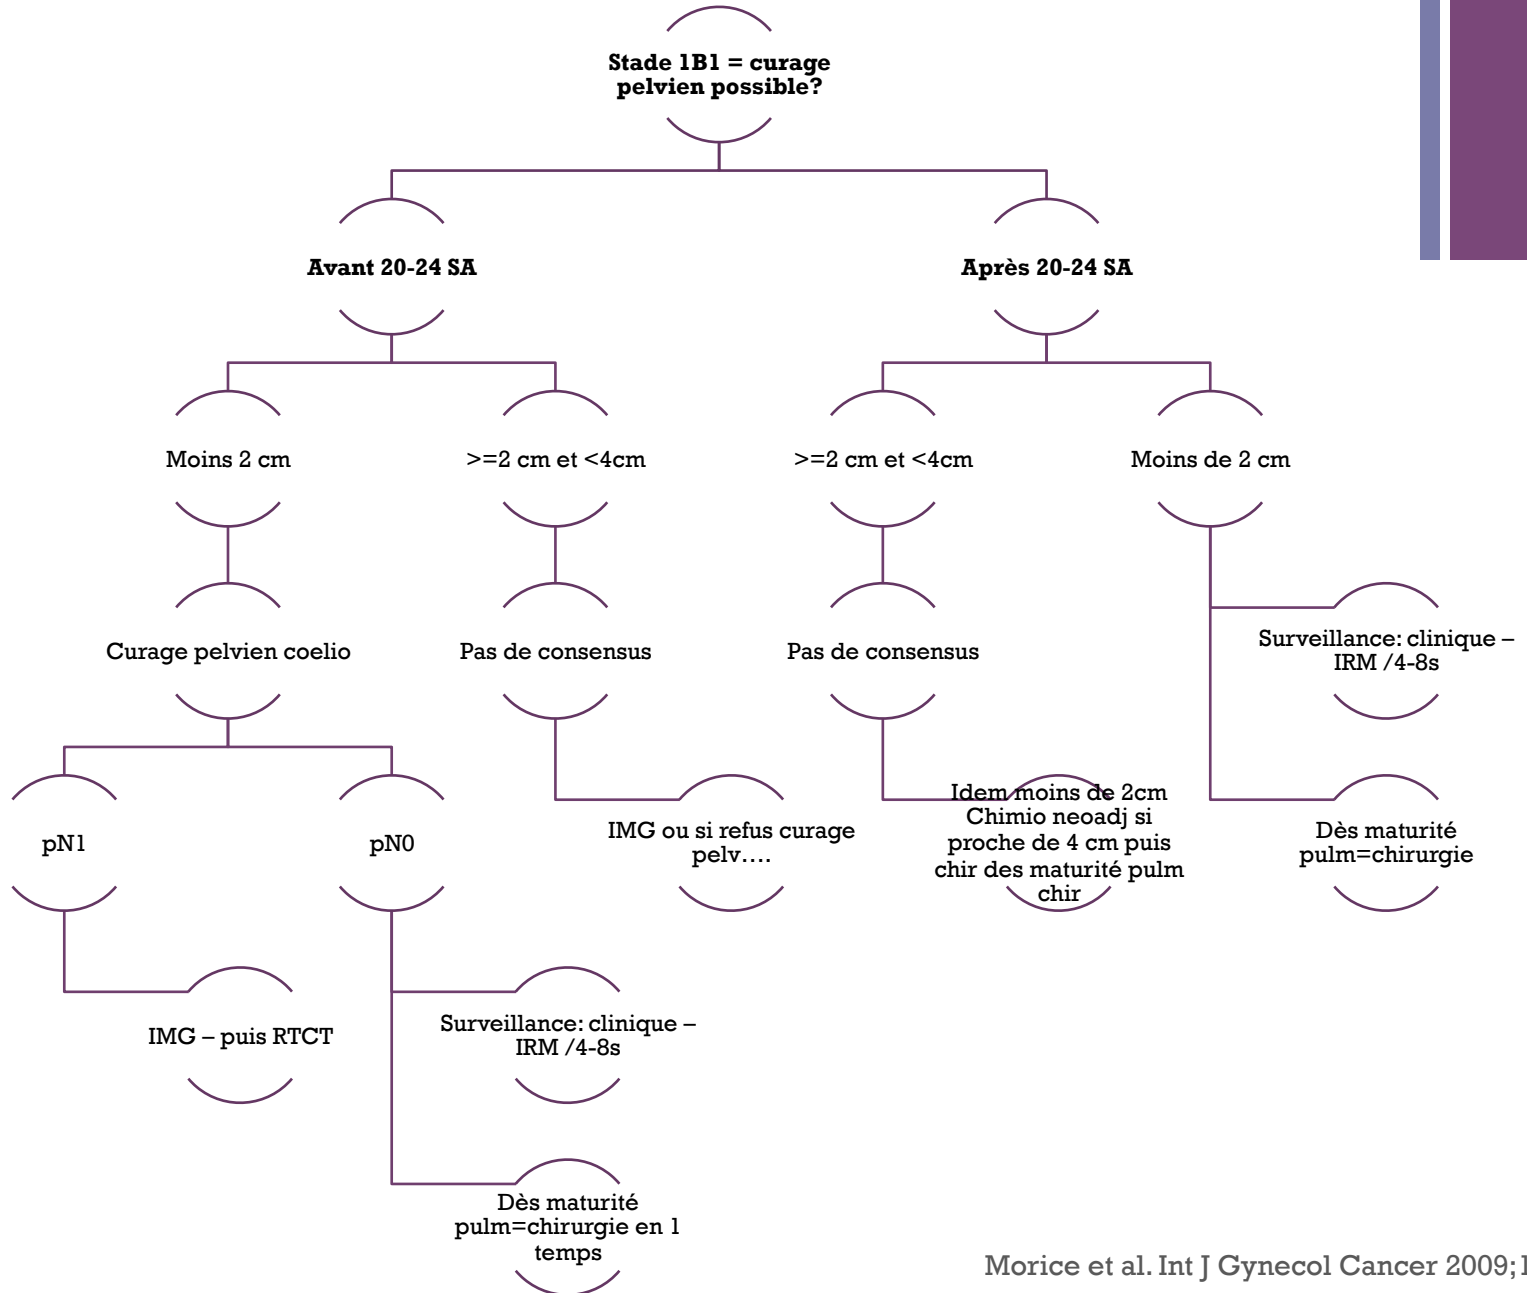 Stade 1B1 = curage
pelvien possible?
Avant 20-24 SA
Après 20-24 SA
Moins 2 cm
>=2 cm et <4cm
>=2 cm et <4cm
Moins de 2 cm
Curage pelvien coelio
Pas de consensus
Pas de consensus
Surveillance: clinique –
IRM /4-8s
pN1
pN0
IMG ou si refus curage
pelv....
Idem moins de 2cm
Chimio neoadj si
proche de 4 cm puis
chir des maturité pulm
chir
Dès maturité
pulm=chirurgie
IMG – puis RTCT
Surveillance: clinique –
IRM /4-8s
Dès maturité
pulm=chirurgie en 1
temps
Morice et al. Int J Gynecol Cancer 2009;